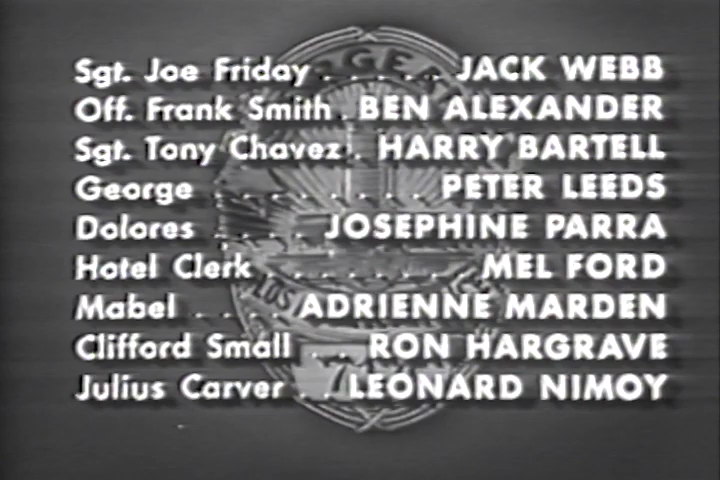 Sgt. Joe Friday . . . . . JACK WEBB
Off. Frank Smith . BEN ALEXANDER
Sgt. Tony Chavez . HARRY BARTELL
George . . . . . . . . PETER LEEDS
Dolores . . . . JOSEPHINE PARRA
Hotel Clerk . . . . . . . MEL FORD
Mabel . . . . ADRIENNE MARDEN
Clifford Small . . RON HARGRAVE
Julius Carver . . LEONARD NIMOY
LOS